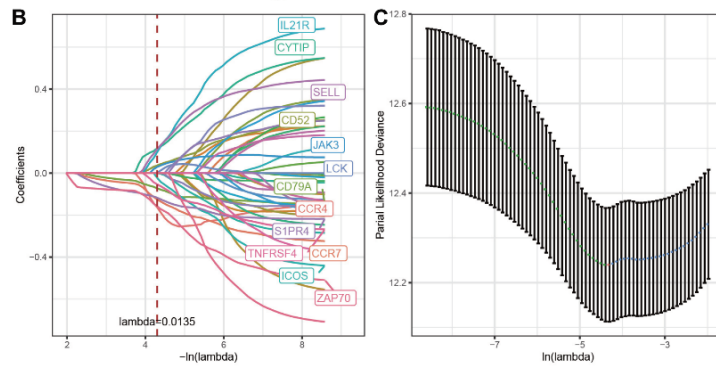 B
IL21R
CYTIP
SELL
CD52
JAK3
LCK
CD79A
CCR4
S1PR4
TNFRSF4
CCR7
ICOS
ZAP70
0.4
0.0
-0.4
Coefficients
lambda=0.0135
2
4
6
8
-ln(lambda)
C
12.8
12.6
12.4
12.2
Parial Likelihood Deviance
-7
-5
-3
ln(lambda)